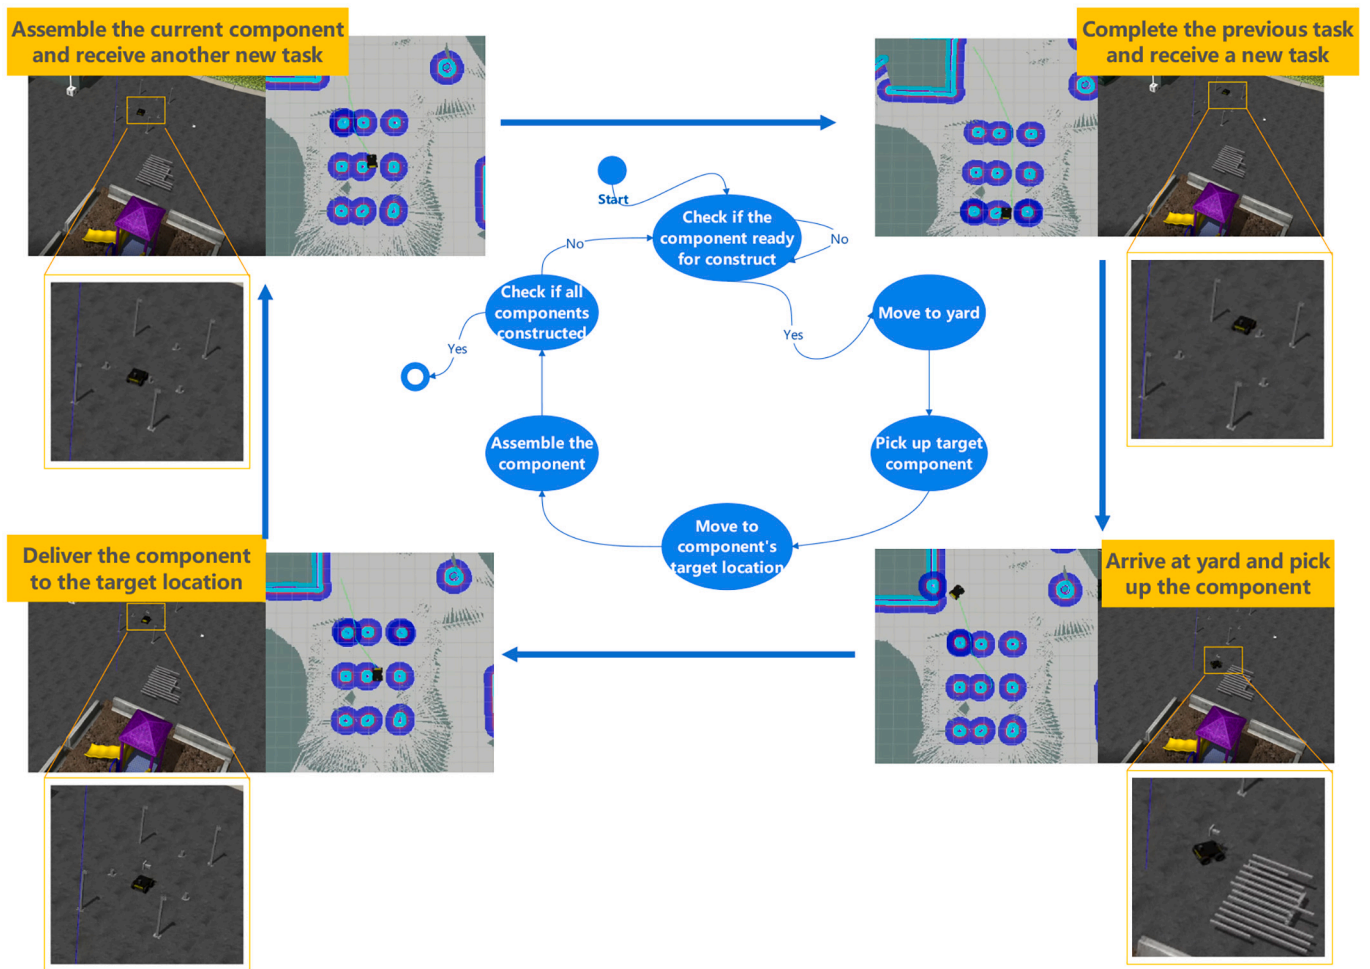 Assemble the current component
and receive another new task
Complete the previous task
and receive a new task
Start
Check if the
component ready
for construct
No
No
Check if all
components
constructed
Yes
Yes
Move to yard
Assemble the
component
Pick up target
component
Move to
component's
target location
Deliver the component
to the target location
Arrive at yard and pick
up the component